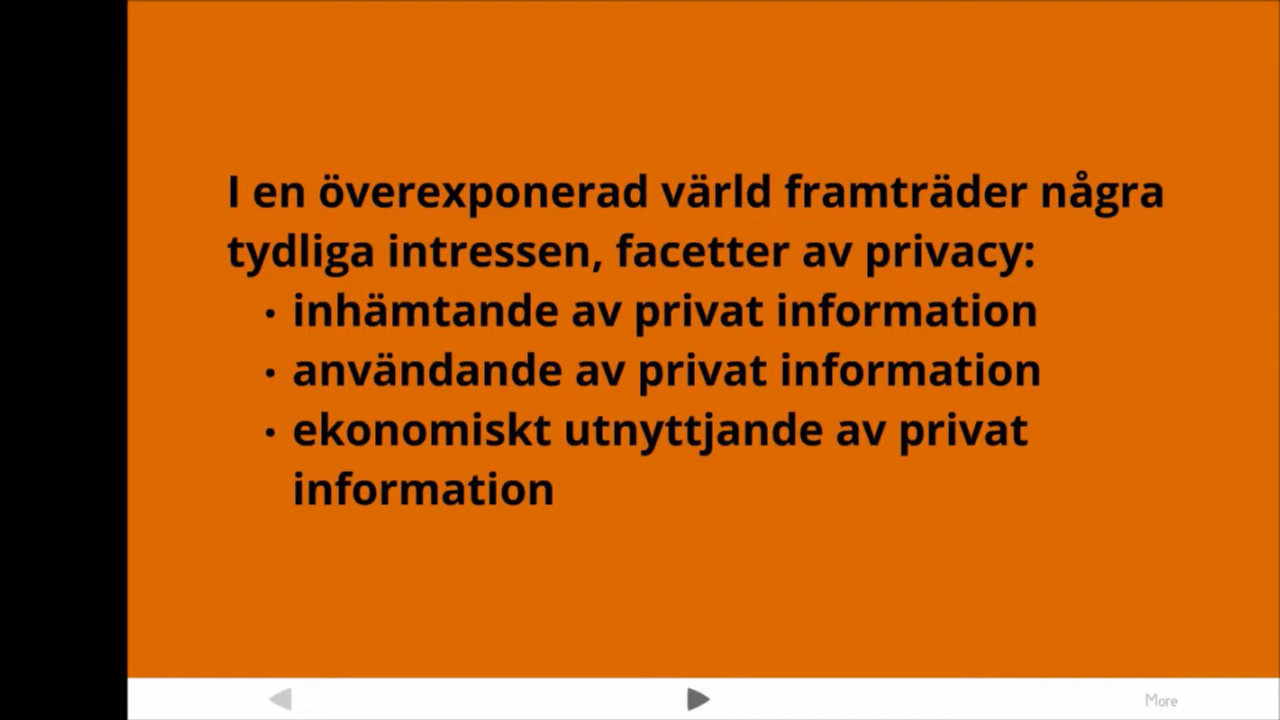 I en överexponerad värld framträder några
tydliga intressen, facetter av privacy:
· inhämtande av privat information
· användande av privat information
· ekonomiskt utnyttjande av privat
information
More